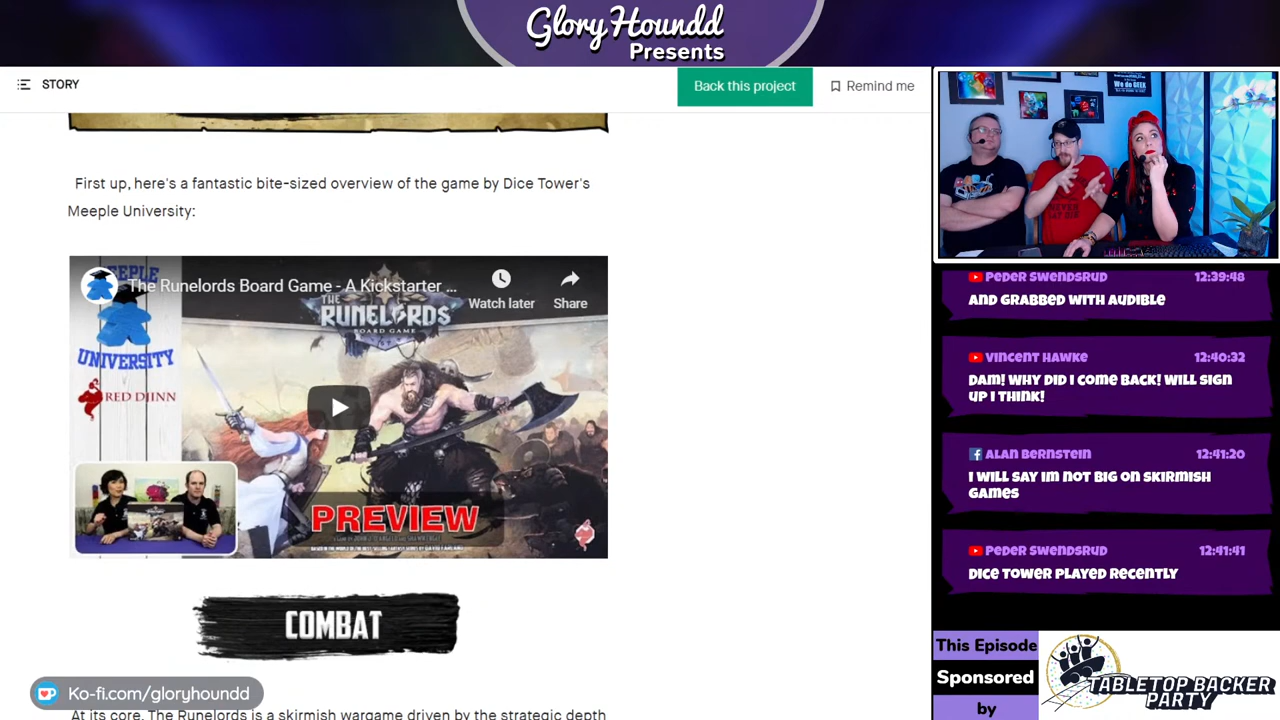 GloryHoundd
Presents
STORY
Back this project
Remind me
First up, here's a fantastic bite-sized overview of the game by Dice Tower's
Meeple University:
The Runelords Board Game - A Kickstarter ...
Watch later
Share
UNIVERSITY
RED DJINN
THE
RUNELORDS
BOARD GAME
PREVIEW
COMBAT
Ko-fi.com/gloryhoundd
At its core, The Runelords is a skirmish wargame driven by the strategic depth
We do GEEK
Peder Swendsrud 12:39:48
AND GRABBED WITH AUDIBLE
Vincent Hawke 12:40:32
DAM! WHY DID I COME BACK! WILL SIGN
UP I THINK!
Alan Bernstein 12:41:20
I WILL SAY IM NOT BIG ON SKIRMISH
GAMES
Peder Swendsrud 12:41:41
DICE TOWER PLAYED RECENTLY
This Episode
Sponsored
by
TABLETOP BACKER
PARTY